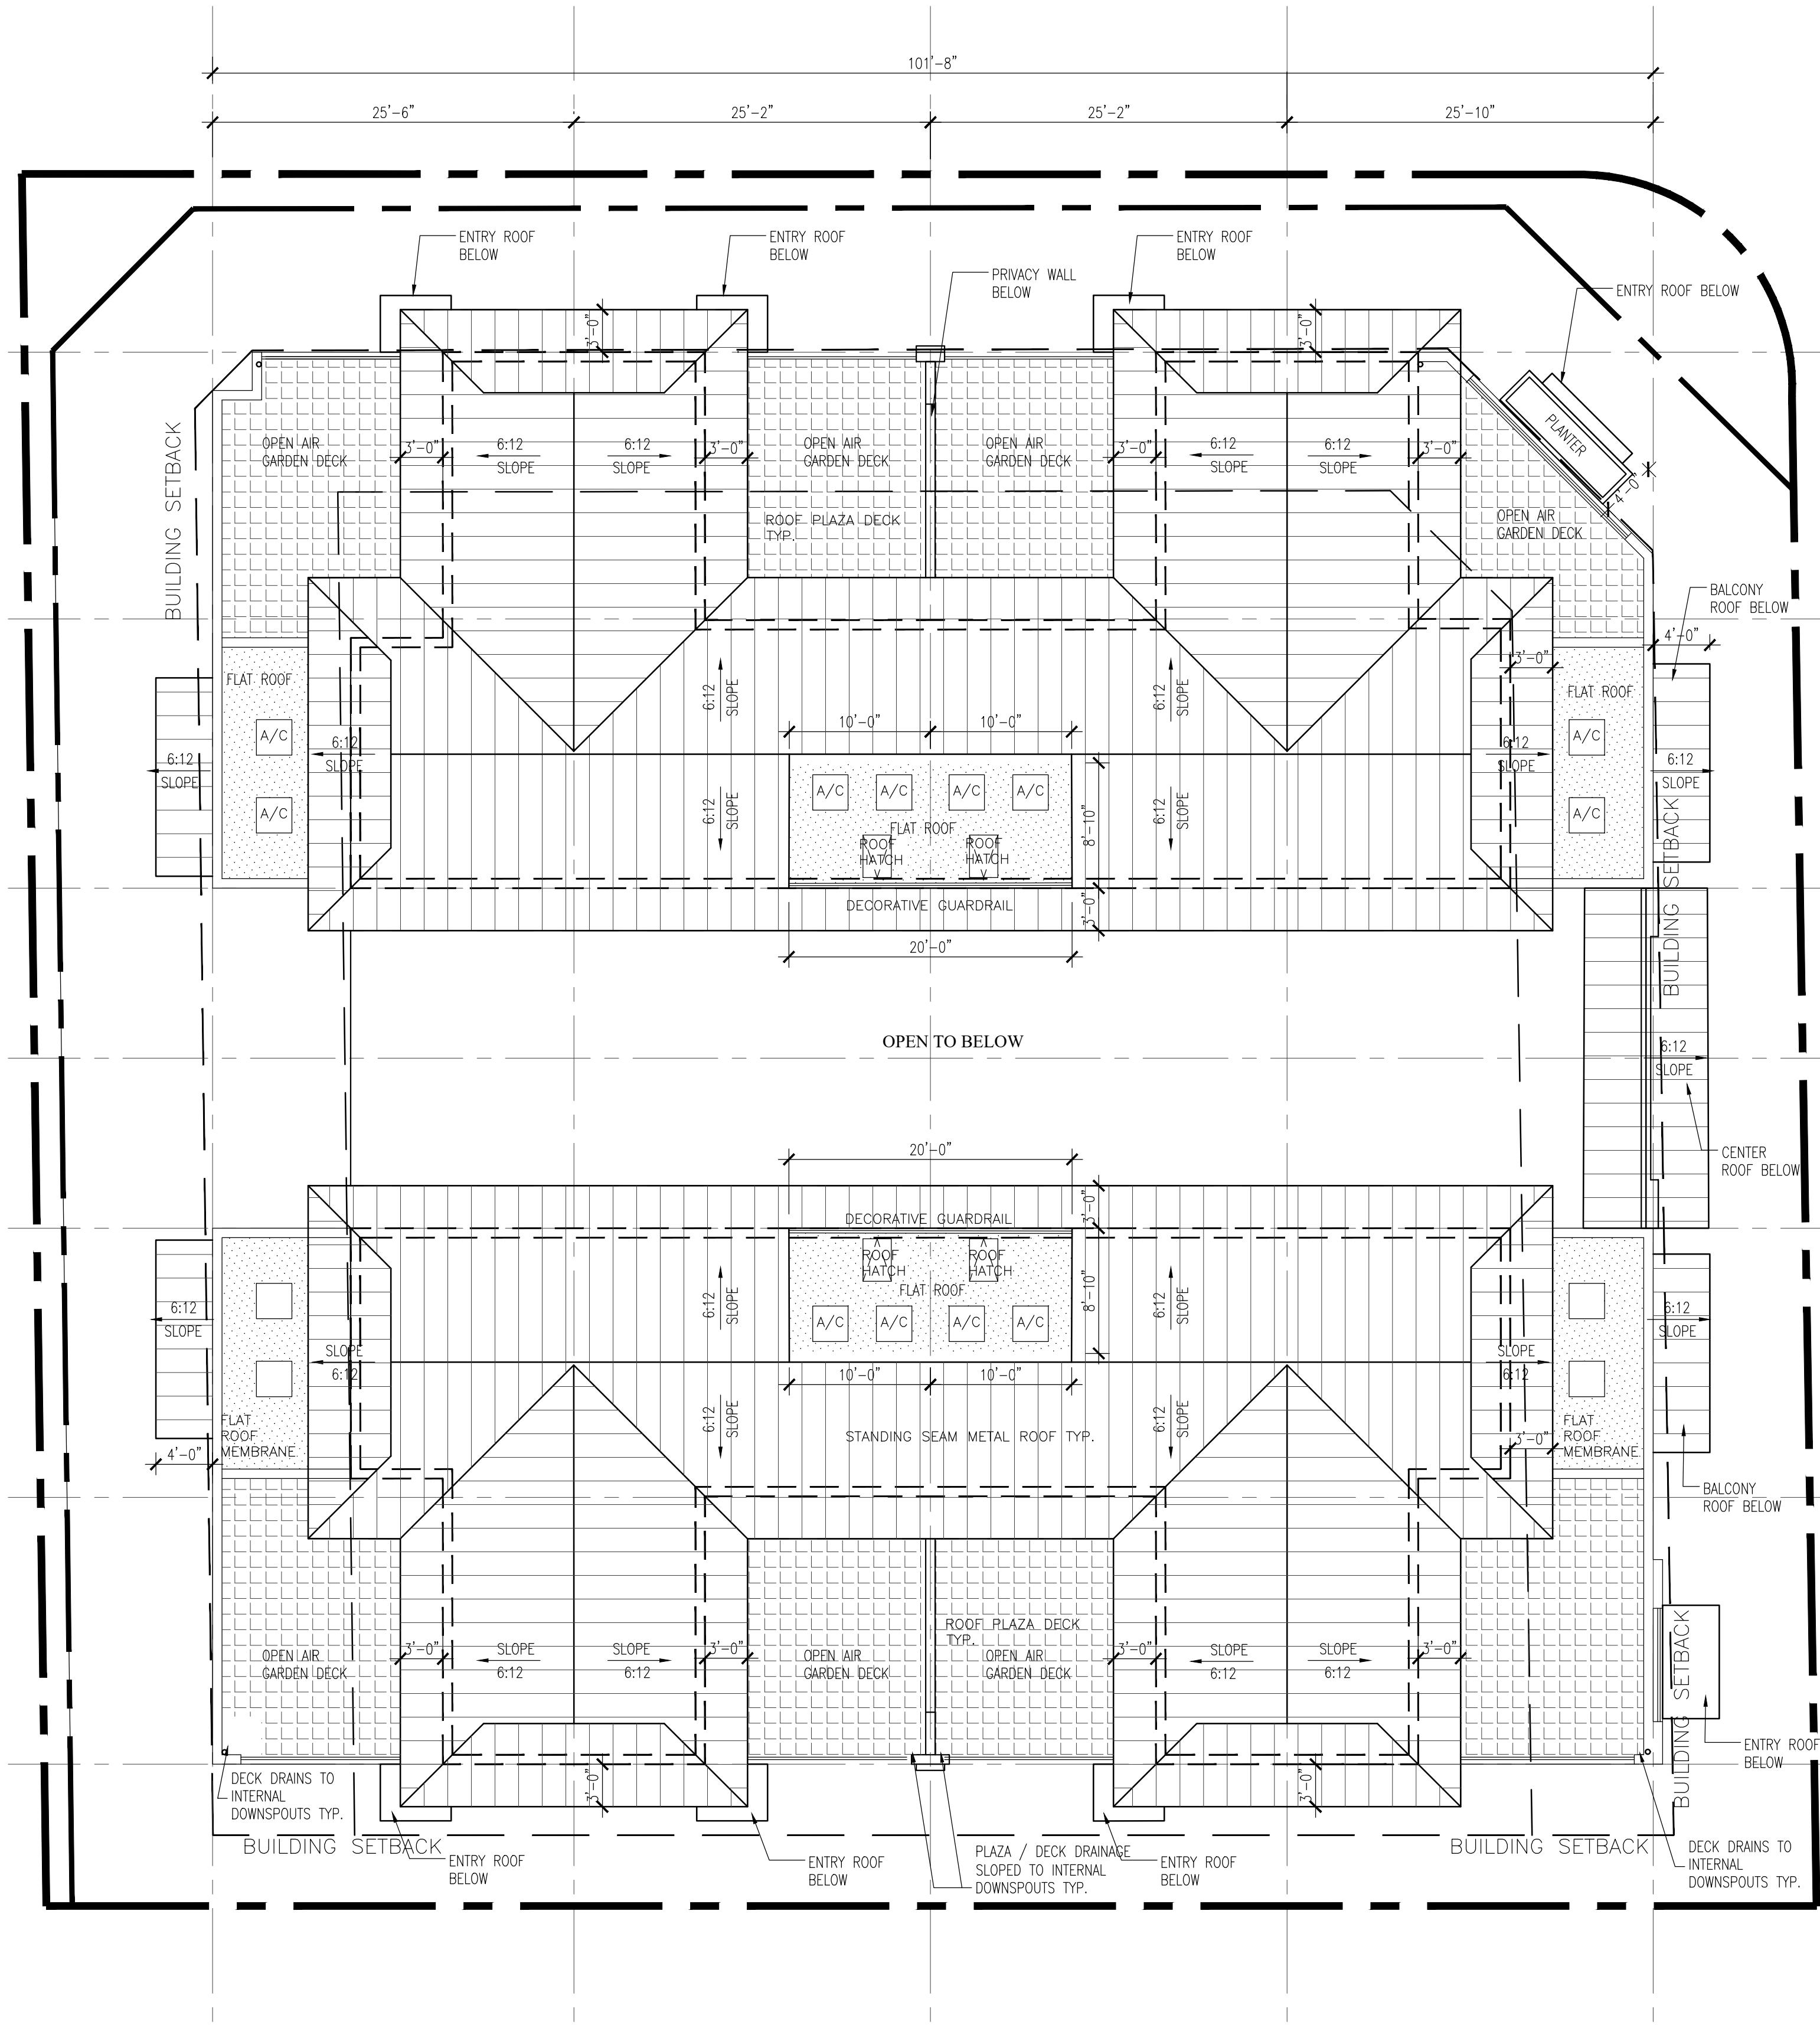 101'-8"
25'-6"
25'-2"
25'-2"
25'-10"
ENTRY ROOF
BELOW
ENTRY ROOF
BELOW
ENTRY ROOF
BELOW
PRIVACY WALL
BELOW
ENTRY ROOF BELOW
3'-0"
3'-0"
BUILDING SETBACK
PLANTER
4'-0"
OPEN AIR
GARDEN DECK
3'-0"
6:12
SLOPE
6:12
SLOPE
3'-0"
OPEN AIR
GARDEN DECK
OPEN AIR
GARDEN DECK
3'-0"
6:12
SLOPE
6:12
SLOPE
3'-0"
ROOF PLAZA DECK
TYP.
OPEN AIR
GARDEN DECK
BALCONY
ROOF BELOW
4'-0"
3'-0"
FLAT ROOF
FLAT ROOF
6:12
SLOPE
6:12
SLOPE
10'-0"
10'-0"
A/C
A/C
6:12
SLOPE
6:12
SLOPE
6:12
SLOPE
6:12
SLOPE
A/C
A/C
A/C
A/C
A/C
A/C
6:12
SLOPE
6:12
SLOPE
8'-10"
FLAT ROOF
ROOF
HATCH
ROOF
HATCH
BUILDING SETBACK
DECORATIVE GUARDRAIL
3'-0"
20'-0"
OPEN TO BELOW
6:12
SLOPE
CENTER
ROOF BELOW
20'-0"
3'-0"
DECORATIVE GUARDRAIL
ROOF
HATCH
ROOF
HATCH
FLAT ROOF
8'-10"
6:12
SLOPE
6:12
SLOPE
A/C
A/C
A/C
A/C
6:12
SLOPE
6:12
SLOPE
SLOPE
6:12
SLOPE
6:12
10'-0"
10'-0"
6:12
SLOPE
6:12
SLOPE
STANDING SEAM METAL ROOF TYP.
FLAT
ROOF
MEMBRANE
FLAT
ROOF
MEMBRANE
4'-0"
3'-0"
BALCONY
ROOF BELOW
ROOF PLAZA DECK
TYP.
OPEN AIR
GARDEN DECK
3'-0"
SLOPE
6:12
SLOPE
6:12
3'-0"
OPEN AIR
GARDEN DECK
OPEN AIR
GARDEN DECK
3'-0"
SLOPE
6:12
SLOPE
6:12
3'-0"
BUILDING SETBACK
ENTRY ROOF
BELOW
3'-0"
3'-0"
DECK DRAINS TO
INTERNAL
DOWNSPOUTS TYP.
BUILDING SETBACK
ENTRY ROOF
BELOW
ENTRY ROOF
BELOW
PLAZA / DECK DRAINAGE
SLOPED TO INTERNAL
DOWNSPOUTS TYP.
ENTRY ROOF
BELOW
BUILDING SETBACK
DECK DRAINS TO
INTERNAL
DOWNSPOUTS TYP.